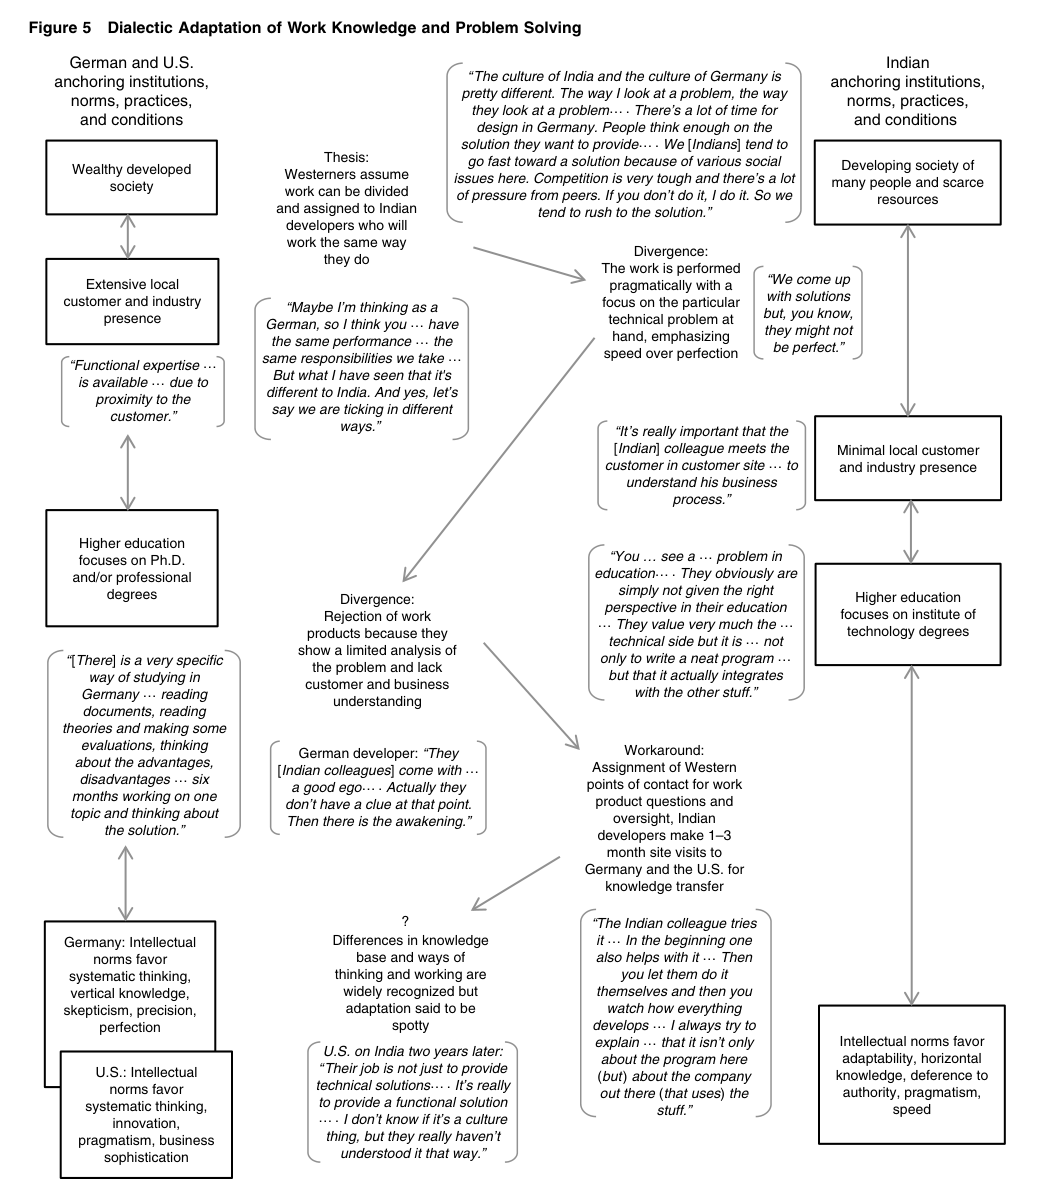 Figure 5 Dialectic Adaptation of Work Knowledge and Problem Solving
German and U.S.
anchoring institutions,
norms, practices,
and conditions
Wealthy developed
society
Extensive local
customer and industry
presence
“Functional expertise ···
is available ··· due to
proximity to the
customer.”
Higher education
focuses on Ph.D.
and/or professional
degrees
“[There] is a very specific
way of studying in
Germany ··· reading
documents, reading
theories and making some
evaluations, thinking
about the advantages,
disadvantages ··· six
months working on one
topic and thinking about
the solution.”
Germany: Intellectual
norms favor
systematic thinking,
vertical knowledge,
skepticism, precision,
perfection
U.S.: Intellectual
norms favor
systematic thinking,
innovation,
pragmatism, business
sophistication
Thesis:
Westerners assume
work can be divided
and assigned to Indian
developers who will
work the same way
they do
“Maybe I’m thinking as a
German, so I think you ··· have
the same performance ··· the
same responsibilities we take ···
But what I have seen that it's
different to India. And yes, let’s
say we are ticking in different
ways.”
“The culture of India and the culture of Germany is
pretty different. The way I look at a problem, the way
they look at a problem··· . There’s a lot of time for
design in Germany. People think enough on the
solution they want to provide··· . We [Indians] tend to
go fast toward a solution because of various social
issues here. Competition is very tough and there’s a lot
of pressure from peers. If you don’t do it, I do it. So we
tend to rush to the solution.”
Divergence:
The work is performed
pragmatically with a
focus on the particular
technical problem at
hand, emphasizing
speed over perfection
“We come up
with solutions
but, you know,
they might not
be perfect.”
Divergence:
Rejection of work
products because they
show a limited analysis of
the problem and lack
customer and business
understanding
German developer: “They
[Indian colleagues] come with ···
a good ego··· . Actually they
don’t have a clue at that point.
Then there is the awakening.”
“It’s really important that the
[Indian] colleague meets the
customer in customer site ··· to
understand his business
process.”
“You … see a ··· problem in
education··· . They obviously are
simply not given the right
perspective in their education
··· They value very much the ···
technical side but it is ··· not
only to write a neat program ···
but that it actually integrates
with the other stuff.”
Workaround:
Assignment of Western
points of contact for work
product questions and
oversight, Indian
developers make 1–3
month site visits to
Germany and the U.S. for
knowledge transfer
“The Indian colleague tries
it ··· In the beginning one
also helps with it ··· Then
you let them do it
themselves and then you
watch how everything
develops ··· I always try to
explain ··· that it isn’t only
about the program here
(but) about the company
out there (that uses) the
stuff.”
?
Differences in knowledge
base and ways of
thinking and working are
widely recognized but
adaptation said to be
spotty
U.S. on India two years later:
“Their job is not just to provide
technical solutions··· . It’s really
to provide a functional solution
··· . I don’t know if it’s a culture
thing, but they really haven’t
understood it that way.”
Indian
anchoring institutions,
norms, practices,
and conditions
Developing society of
many people and scarce
resources
Minimal local customer
and industry presence
Higher education
focuses on institute of
technology degrees
Intellectual norms favor
adaptability, horizontal
knowledge, deference to
authority, pragmatism,
speed